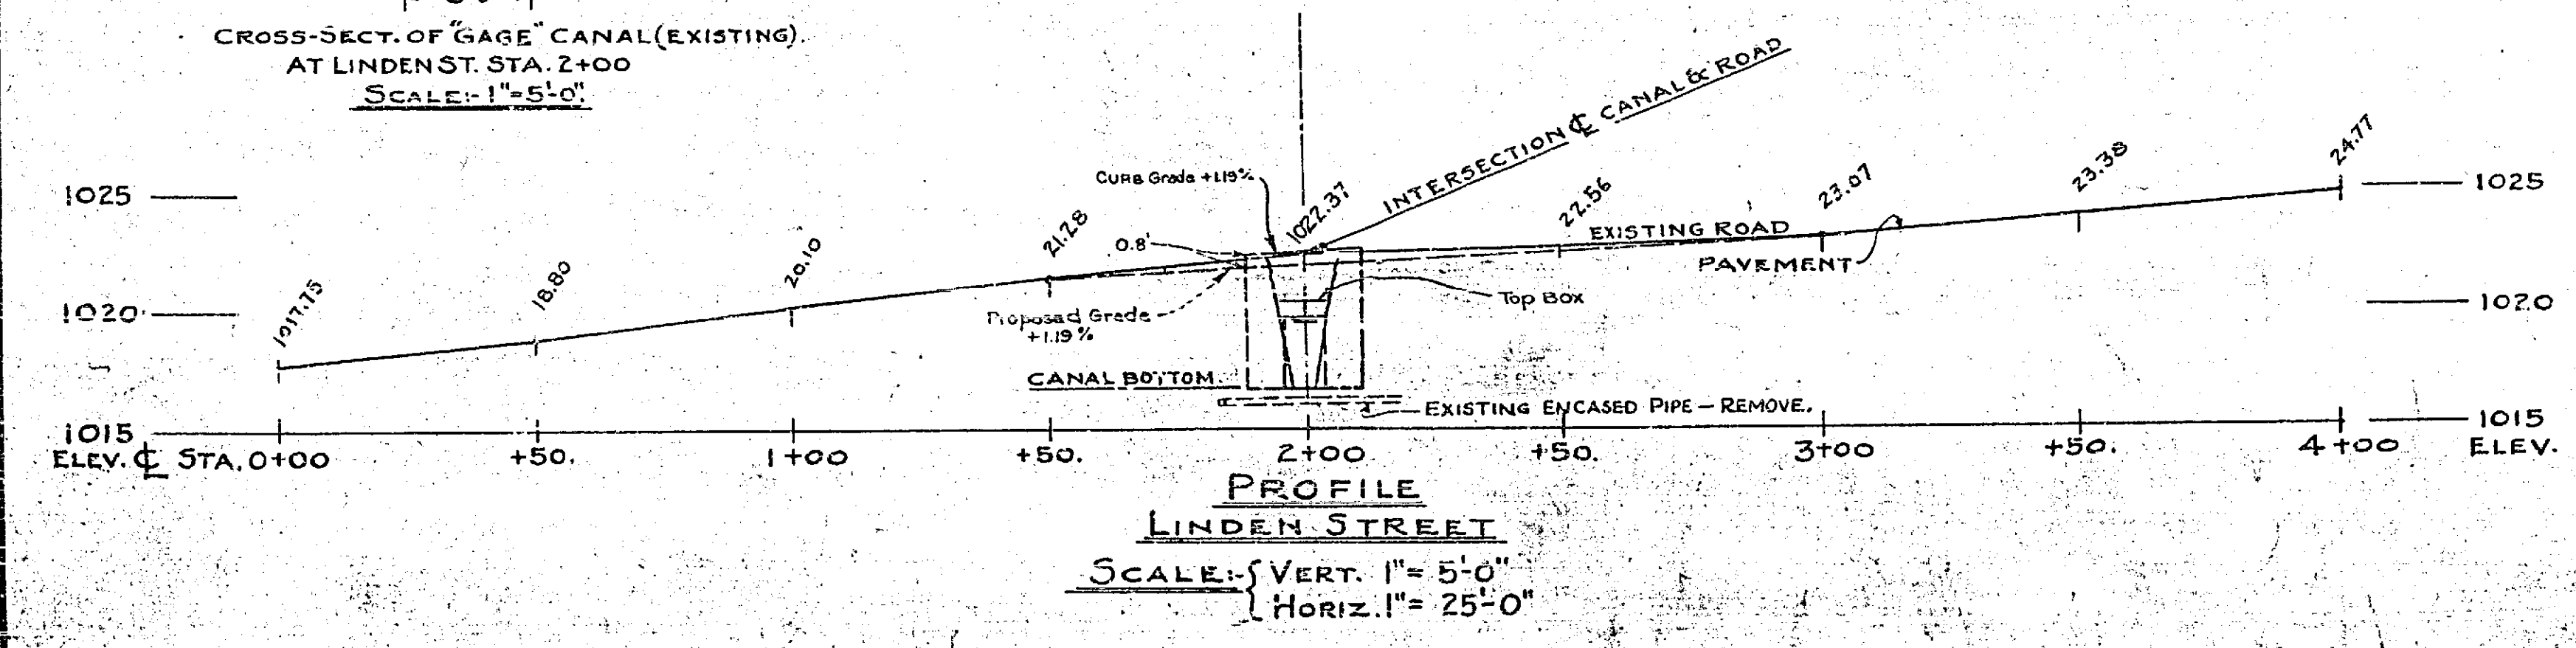 CROSS-SECT. OF "GAGE" CANAL (EXISTING).
AT LINDEN ST. STA. 2+00
SCALE:- 1"=5'-0"
INTERSECTION ℄ CANAL & ROAD
CURB Grade +1.19%
1025
1017.75
18.80
20.10
21.28
0.8'
1022.37
22.56
23.07
23.38
24.77
1025
EXISTING ROAD
PAVEMENT
1020
Proposed Grade
+1.19%
Top Box
1020
CANAL BOTTOM
EXISTING ENCASED PIPE – REMOVE.
1015
1015
ELEV. ℄ STA. 0+00 +50. 1+00 +50. 2+00 +50. 3+00 +50. 4+00 ELEV.
PROFILE
LINDEN STREET
SCALE:- { VERT. 1"= 5'-0"
HORIZ. 1"= 25'-0"